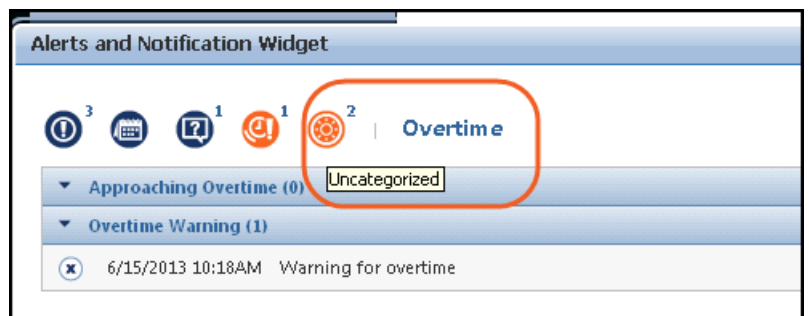 Alerts and Notification Widget
3 1 1 2 | Overtime
Uncategorized
Approaching Overtime (0)
Overtime Warning (1)
6/15/2013 10:18AM Warning for overtime